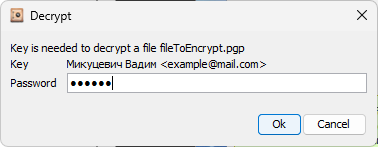 Decrypt
Key is needed to decrypt a file fileToEncrypt.pgp
Key Микуцевич Вадим <example@mail.com>
Password ••••••
Ok Cancel